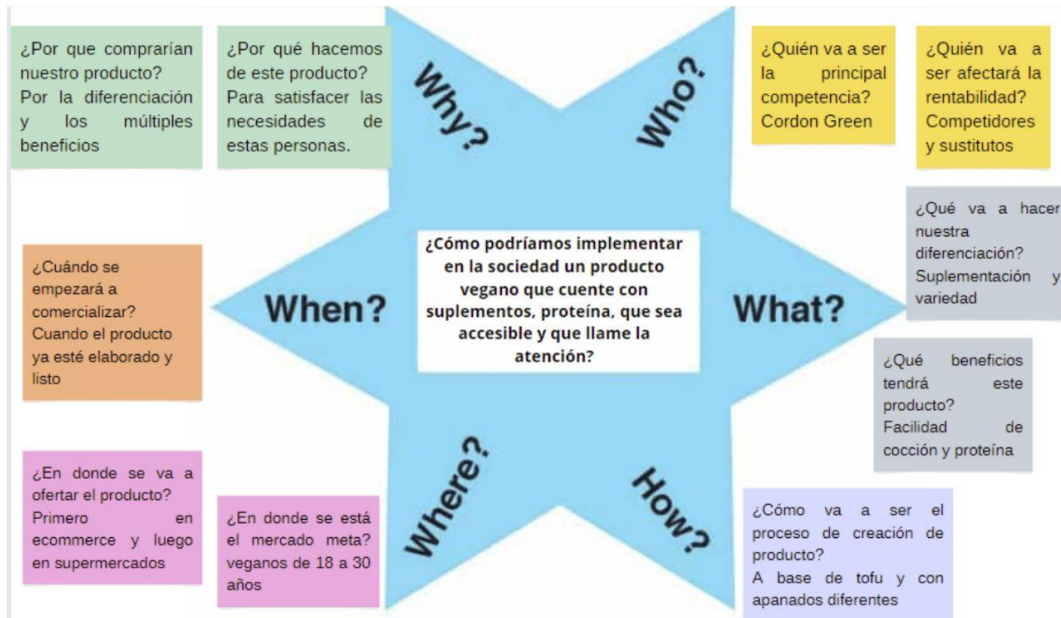 ¿Por que comprarían
nuestro producto?
Por la diferenciación
y los múltiples
beneficios
¿Por qué hacemos
de este producto?
Para satisfacer las
necesidades de
estas personas.
Why?
Who?
¿Quién va a ser
la principal
competencia?
Cordon Green
¿Quién va a
ser afectará la
rentabilidad?
Competidores
y sustitutos
¿Cuándo se
empezará a
comercializar?
Cuando el producto
ya esté elaborado y
listo
When?
¿Cómo podríamos implementar
en la sociedad un producto
vegano que cuente con
suplementos, proteína, que sea
accesible y que llame la
atención?
What?
¿Qué va a hacer
nuestra
diferenciación?
Suplementación y
variedad
¿Qué beneficios
tendrá este
producto?
Facilidad de
cocción y proteína
¿En donde se va a
ofertar el producto?
Primero en
ecommerce y luego
en supermercados
¿En donde se está
el mercado meta?
veganos de 18 a 30
años
Where?
How?
¿Cómo va a ser el
proceso de creación de
producto?
A base de tofu y con
apanados diferentes